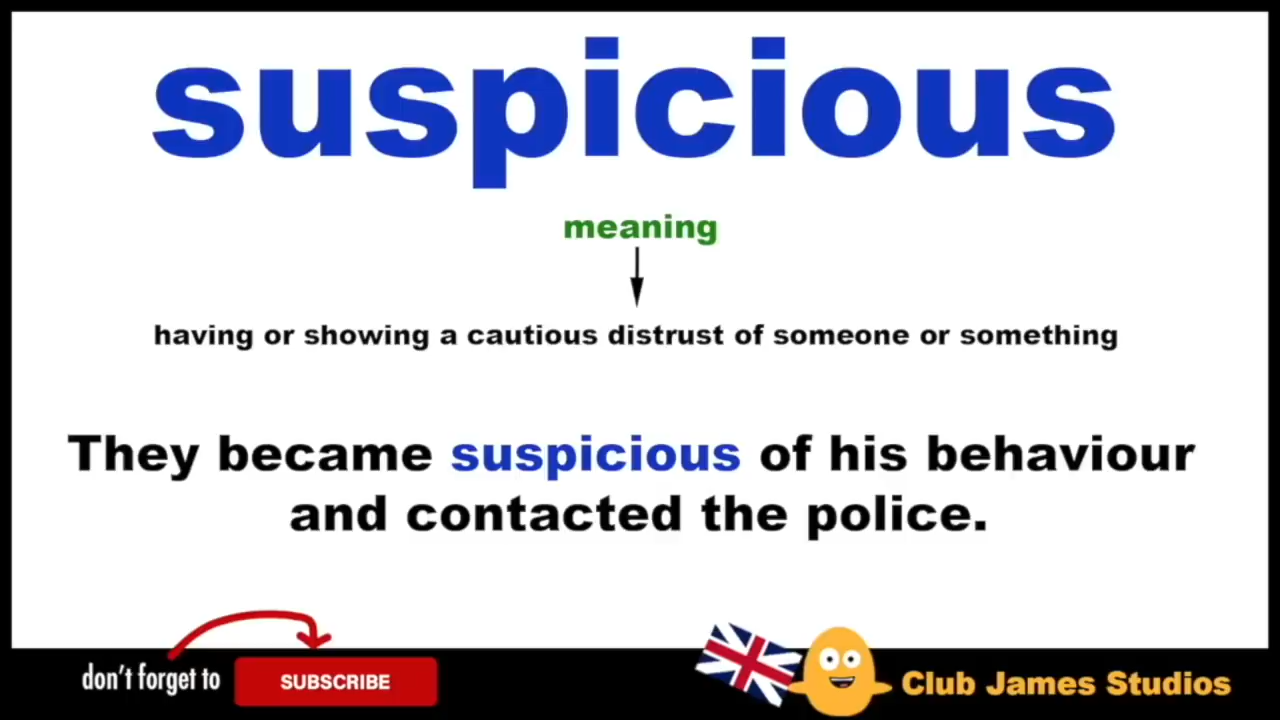 suspicious
meaning
having or showing a cautious distrust of someone or something
They became suspicious of his behaviour
and contacted the police.
don't forget to SUBSCRIBE
Club James Studios